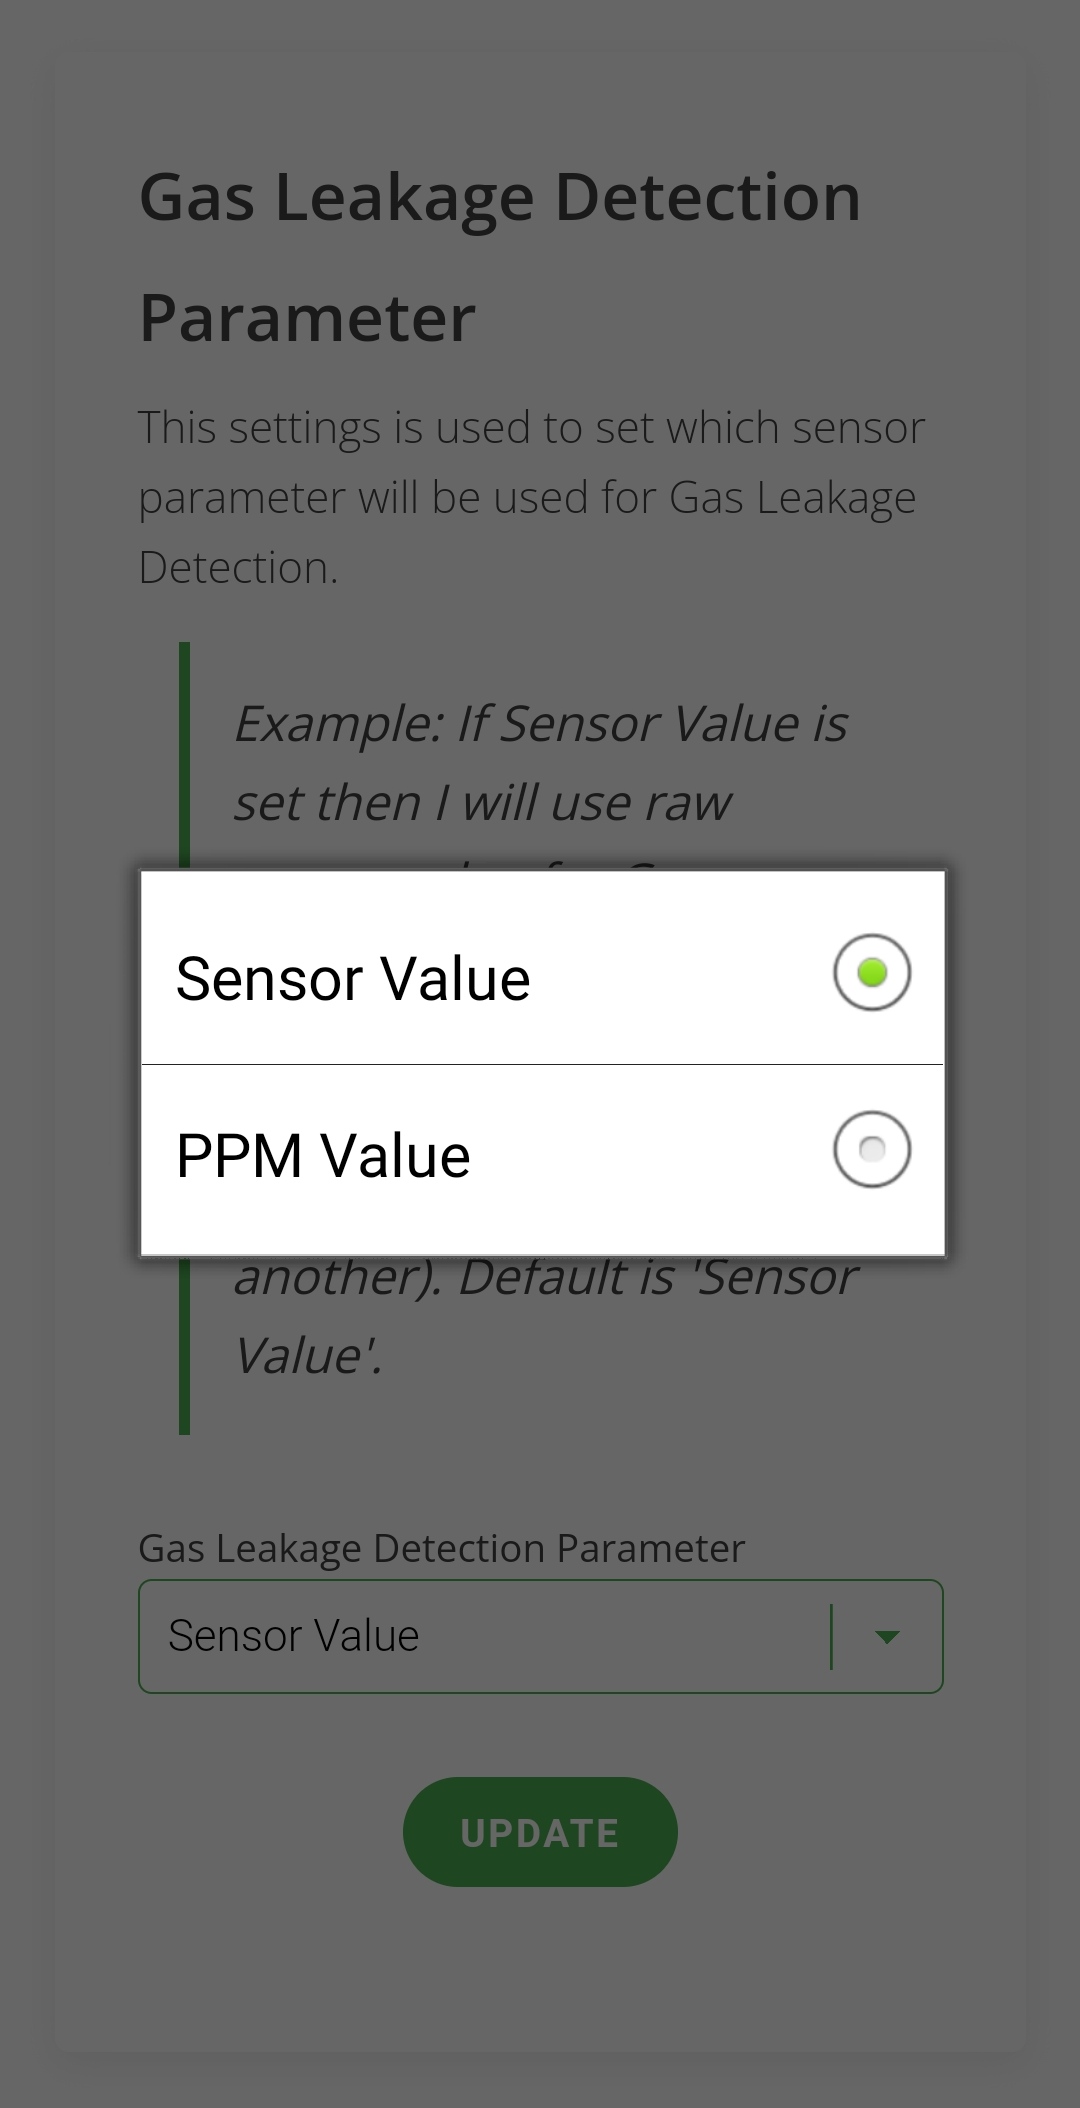 Gas Leakage Detection
Parameter
This settings is used to set which sensor
parameter will be used for Gas Leakage
Detection.
Example: If Sensor Value is
set then I will use raw
Sensor Value
PPM Value
another). Default is 'Sensor
Value'.
Gas Leakage Detection Parameter
Sensor Value
UPDATE